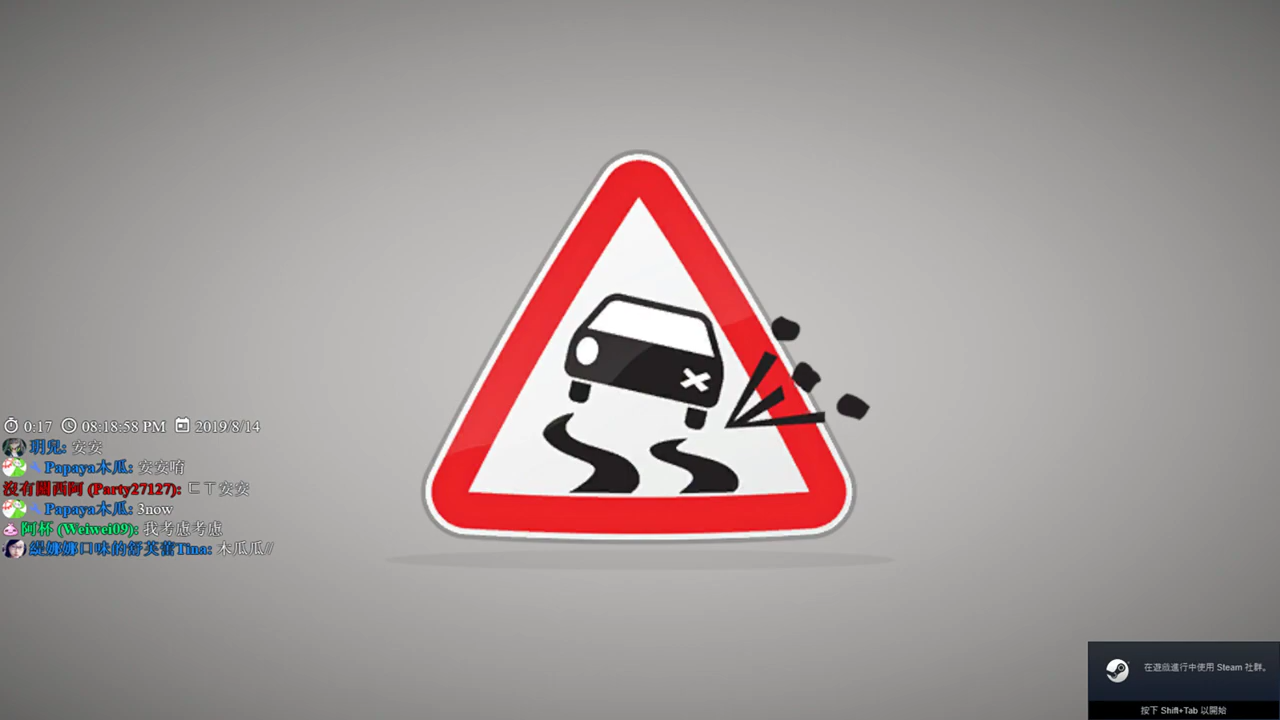 0:17 08:18:58 PM 2019/8/14
玥兒: 安安
Papaya木瓜: 安安唷
沒有關西阿 (Party27127): ㄈㄒ安安
Papaya木瓜: 3now
阿杯 (Weiwei09): 我考慮考慮
緹娜娜口味的舒芙蕾Tina: 木瓜瓜//
在遊戲進行中使用 Steam 社群。
按下 Shift+Tab 以開始